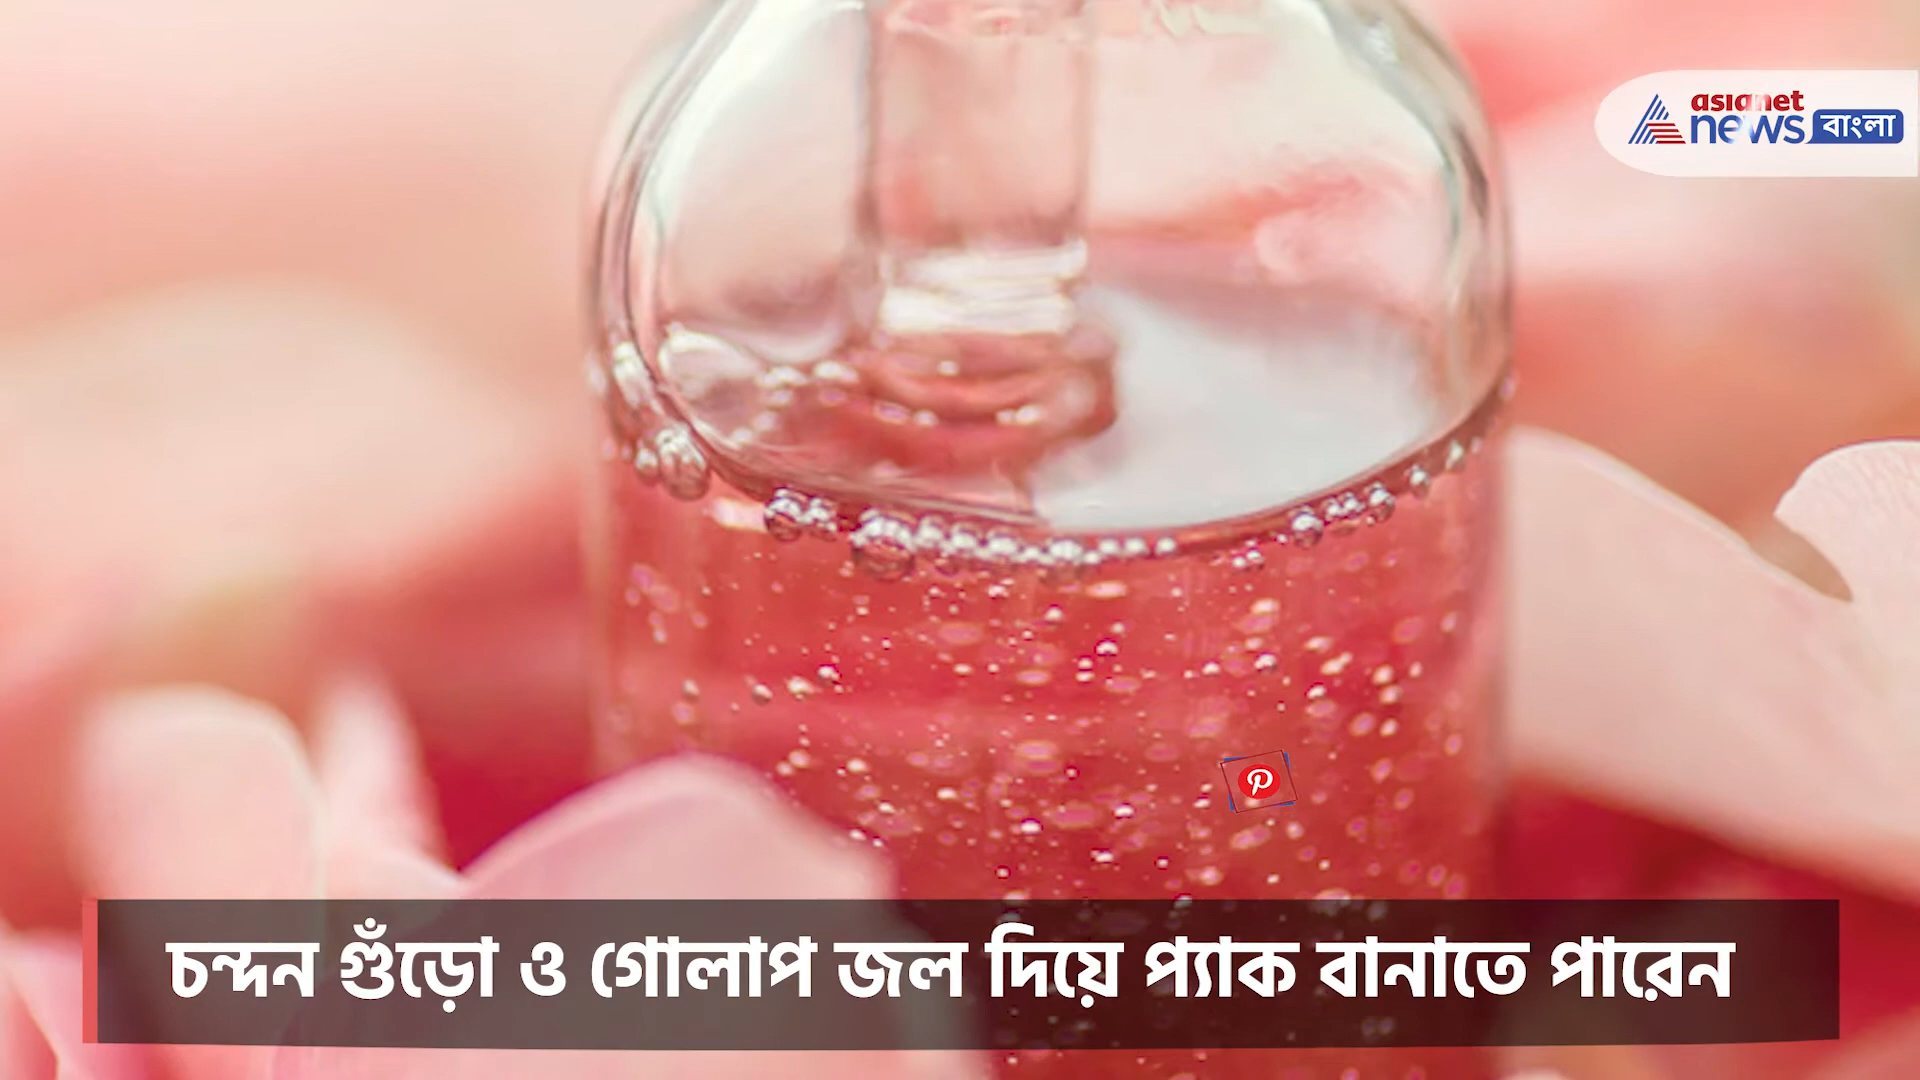 asianet
news বাংলা
চন্দন গুঁড়ো ও গোলাপ জল দিয়ে প্যাক বানাতে পারেন